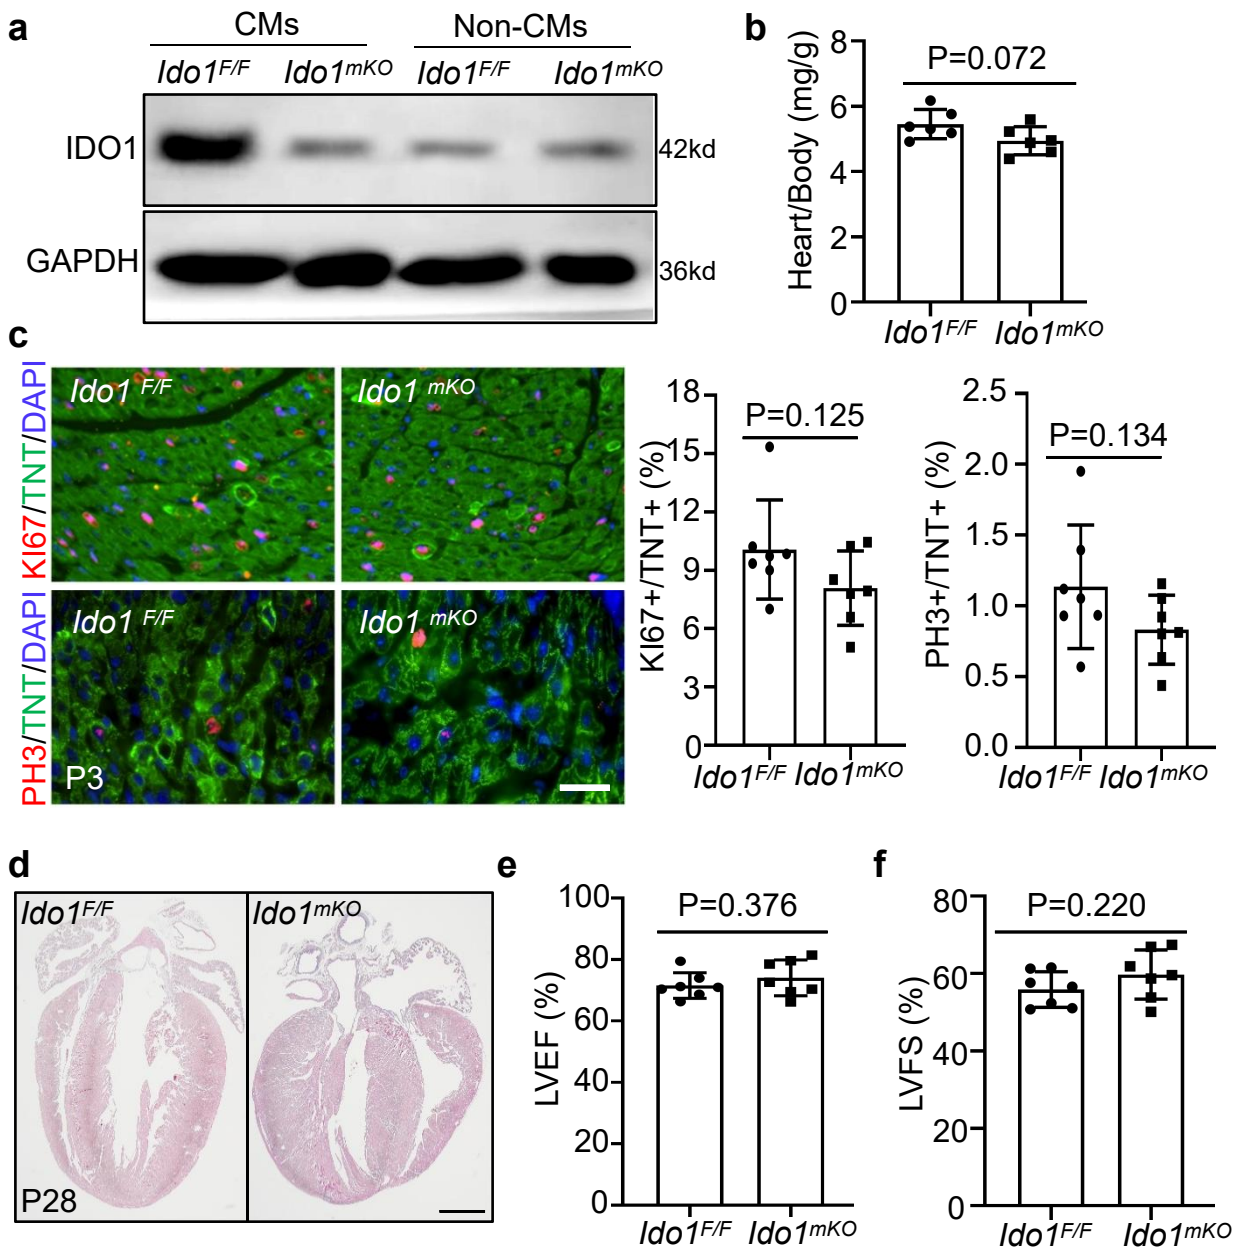 a
CMs
Non-CMs
Ido1F/F
Ido1mKO
Ido1F/F
Ido1mKO
IDO1
42kd
GAPDH
36kd
b
Heart/Body (mg/g)
8
6
4
2
0
P=0.072
Ido1F/F
Ido1mKO
c
KI67/TNT/DAPI
Ido1 F/F
Ido1 mKO
PH3/TNT/DAPI
Ido1 F/F
Ido1 mKO
P3
KI67+/TNT+ (%)
18
15
12
9
6
3
0
P=0.125
Ido1F/F
Ido1mKO
PH3+/TNT+ (%)
2.5
2.0
1.5
1.0
0.5
0.0
P=0.134
Ido1F/F
Ido1mKO
d
Ido1F/F
Ido1mKO
P28
e
LVEF (%)
100
80
60
40
20
0
P=0.376
Ido1F/F
Ido1mKO
f
LVFS (%)
80
60
40
20
0
P=0.220
Ido1F/F
Ido1mKO